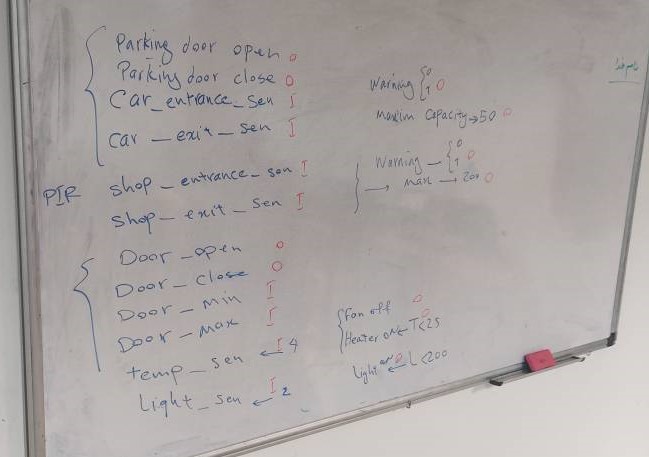 Parking door open O
Parking door close O
Car_entrance_sen I
Car_exit_sen I
Warning { 0 1 O
Maxium Capacity → 50 O
PIR
Shop_entrance_sen I
Shop_exit_sen I
Warning — { 0 1 O
→ max → 200 O
Door_open O
Door_close O
Door_min I
Door_max I
temp_sen ← I 4
Light_sen ← I 2
Fan off O
Heater on ← T<25 O
Light on ← L<200 O